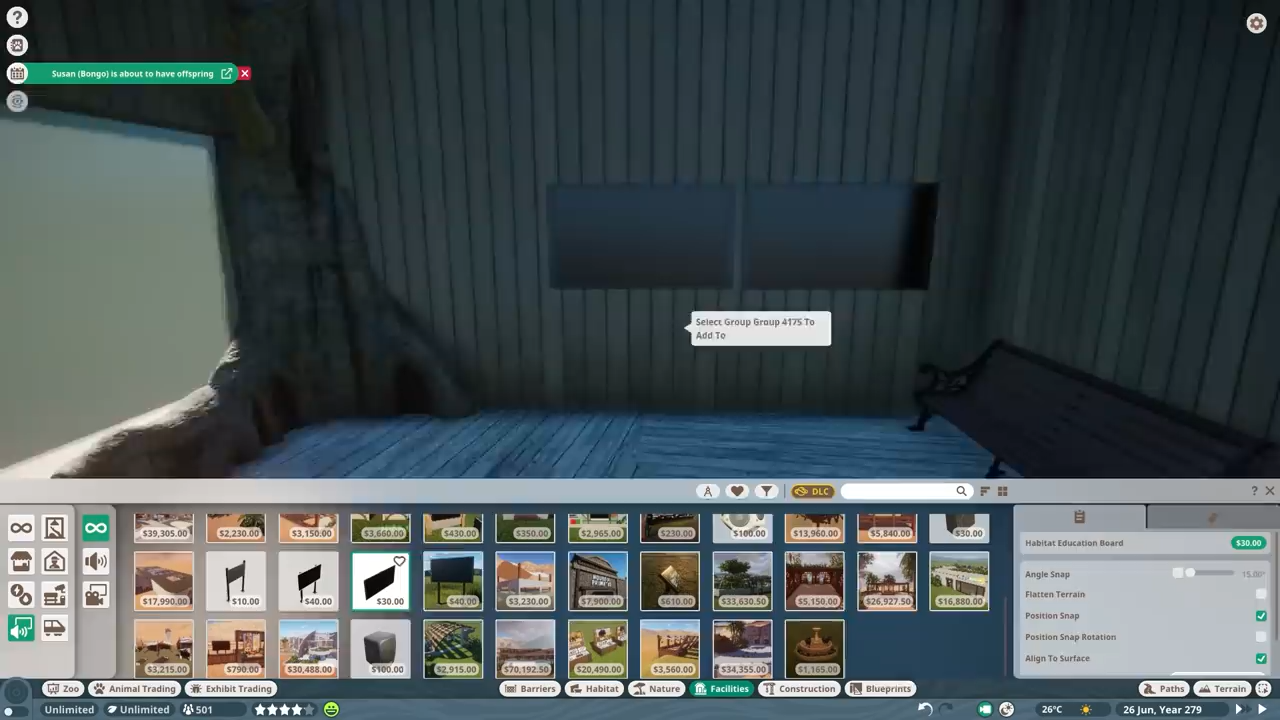 Susan (Bongo) is about to have offspring
Select Group Group 4175 To
Add To
DLC
$39,305.00
$2,230.00
$3,150.00
$3,660.00
$430.00
$350.00
$2,965.00
$230.00
$100.00
$13,960.00
$5,840.00
$30.00
$17,990.00
$10.00
$40.00
$30.00
$40.00
$3,230.00
$7,900.00
$610.00
$33,630.50
$5,150.00
$26,927.50
$16,880.00
$3,215.00
$790.00
$30,488.00
$100.00
$2,915.00
$70,192.50
$20,490.00
$3,560.00
$34,355.00
$1,165.00
Habitat Education Board
$30.00
Angle Snap
15.00°
Flatten Terrain
Position Snap
Position Snap Rotation
Align To Surface
Zoo
Animal Trading
Exhibit Trading
Barriers
Habitat
Nature
Facilities
Construction
Blueprints
Paths
Terrain
Unlimited
Unlimited
501
26°C
26 Jun, Year 279